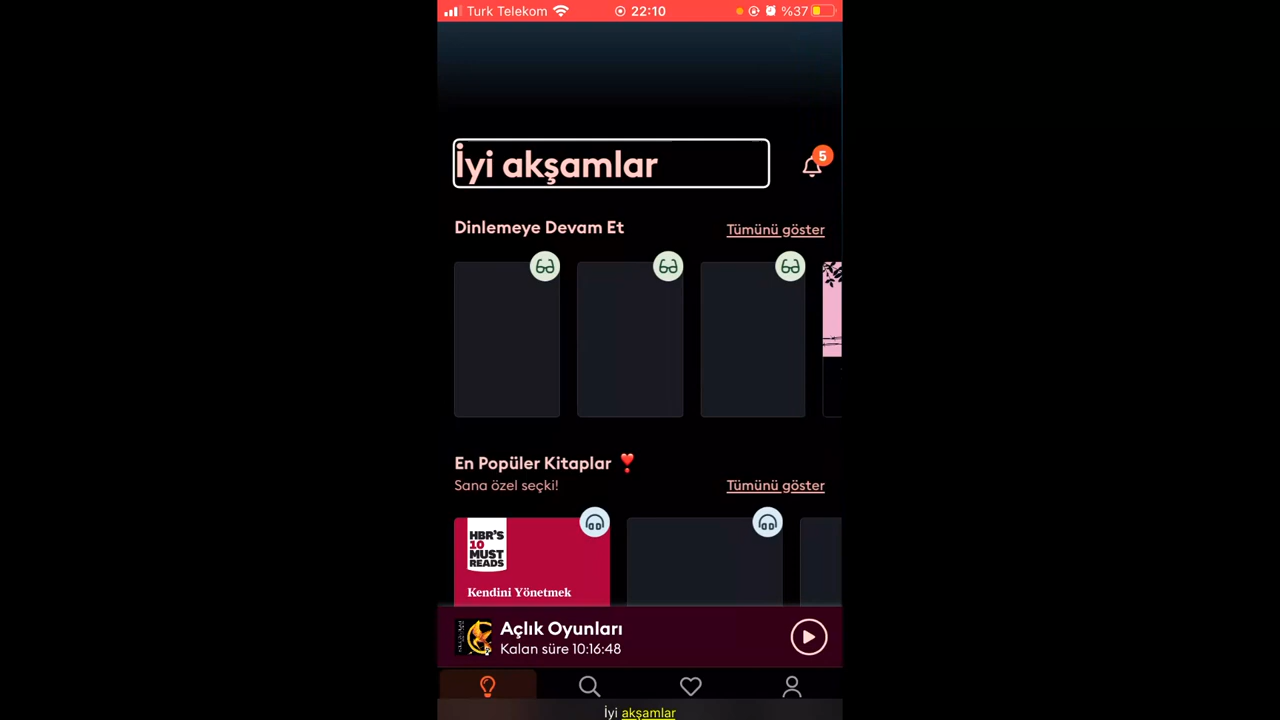 Turk Telekom 22:10 %37
İyi akşamlar
5
Dinlemeye Devam Et Tümünü göster
En Popüler Kitaplar
Sana özel seçki! Tümünü göster
HBR'S
10
MUST
READS
Kendini Yönetmek
Açlık Oyunları
Kalan süre 10:16:48
İyi akşamlar